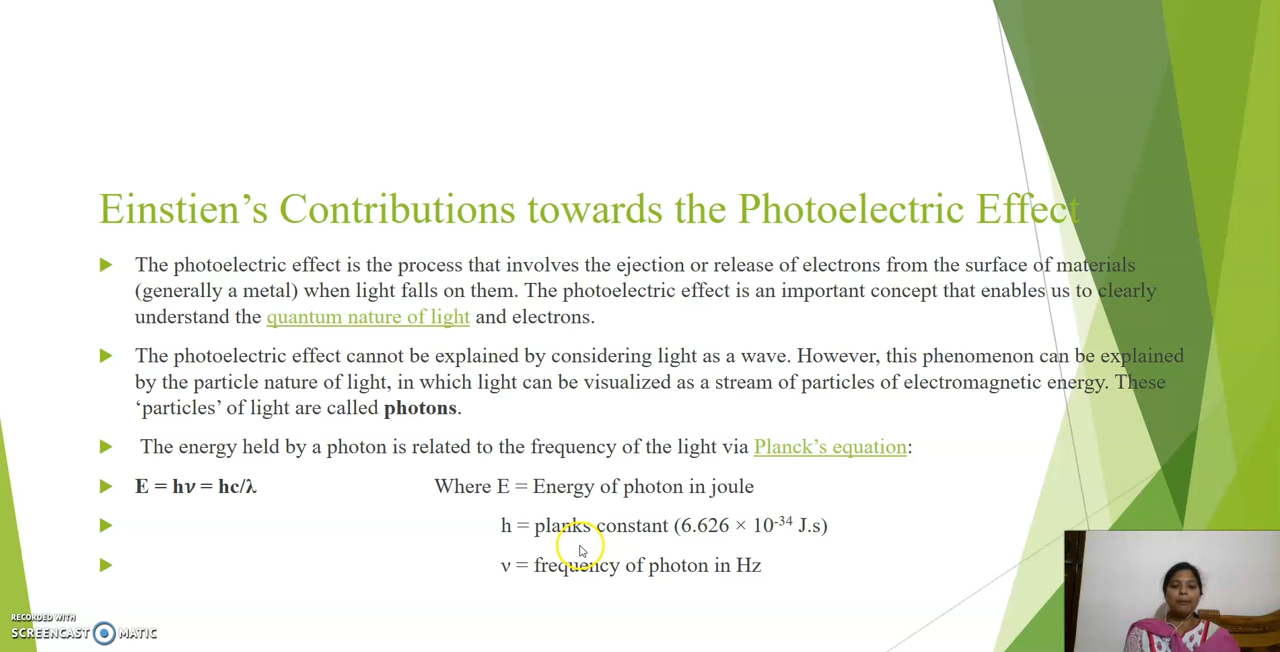 Einstien’s Contributions towards the Photoelectric Effect
The photoelectric effect is the process that involves the ejection or release of electrons from the surface of materials
(generally a metal) when light falls on them. The photoelectric effect is an important concept that enables us to clearly
understand the quantum nature of light and electrons.
The photoelectric effect cannot be explained by considering light as a wave. However, this phenomenon can be explained
by the particle nature of light, in which light can be visualized as a stream of particles of electromagnetic energy. These
‘particles’ of light are called photons.
The energy held by a photon is related to the frequency of the light via Planck’s equation:
E = hν = hc/λ Where E = Energy of photon in joule
h = planks constant (6.626 × 10⁻³⁴ J.s)
ν = frequency of photon in Hz
RECORDED WITH
SCREENCAST MATIC